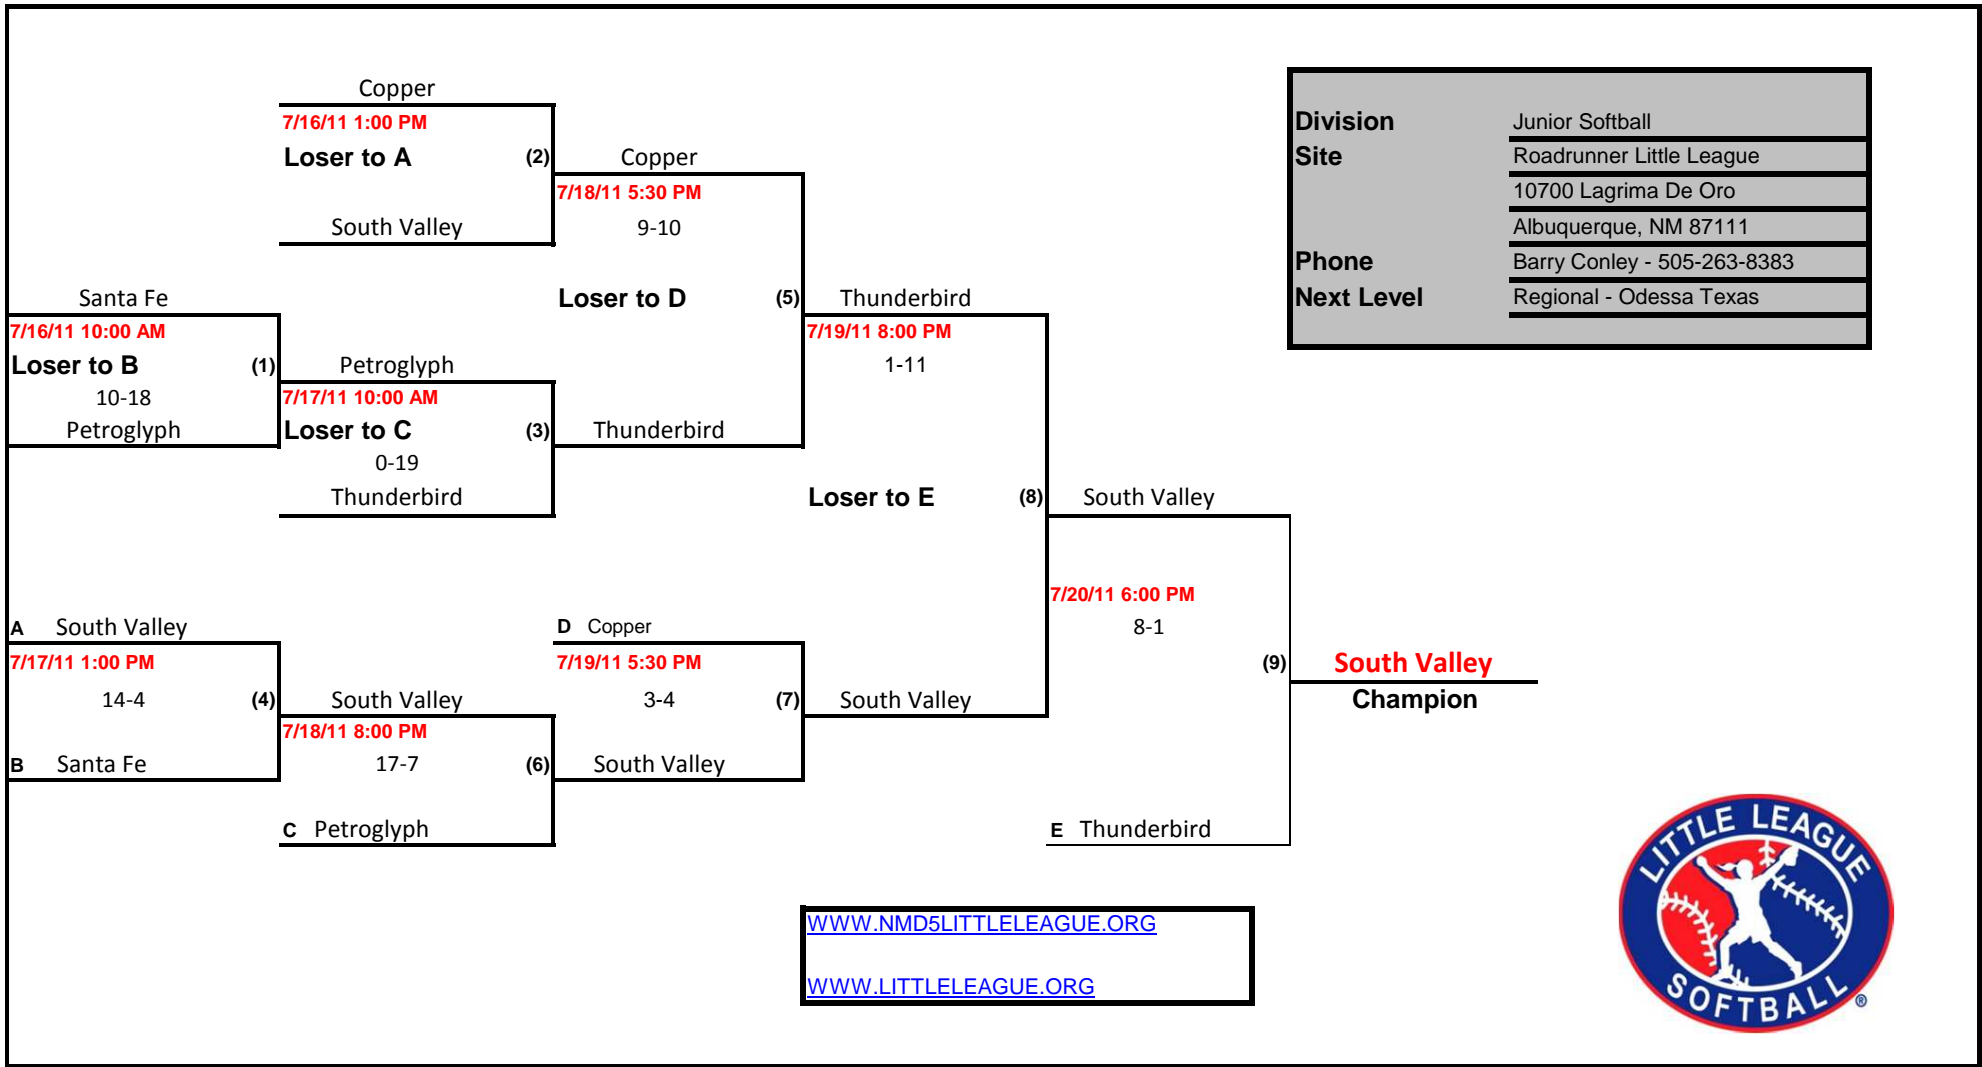 Copper
7/16/11 1:00 PM
Loser to A (2)
South Valley
Copper
7/18/11 5:30 PM
9-10
Loser to D (5)
Santa Fe
7/16/11 10:00 AM
Loser to B (1)
10-18
Petroglyph
Petroglyph
7/17/11 10:00 AM
Loser to C (3)
0-19
Thunderbird
Thunderbird
Thunderbird
7/19/11 8:00 PM
1-11
Loser to E (8)
A South Valley
7/17/11 1:00 PM
14-4 (4)
B Santa Fe
South Valley
7/18/11 8:00 PM
17-7 (6)
C Petroglyph
D Copper
7/19/11 5:30 PM
3-4 (7)
South Valley
South Valley
South Valley
7/20/11 6:00 PM
8-1
(9)
E Thunderbird
South Valley
Champion
Division Junior Softball
Site Roadrunner Little League
10700 Lagrima De Oro
Albuquerque, NM 87111
Phone Barry Conley - 505-263-8383
Next Level Regional - Odessa Texas
WWW.NMD5LITTLELEAGUE.ORG
WWW.LITTLELEAGUE.ORG
LITTLE LEAGUE
SOFTBALL ®